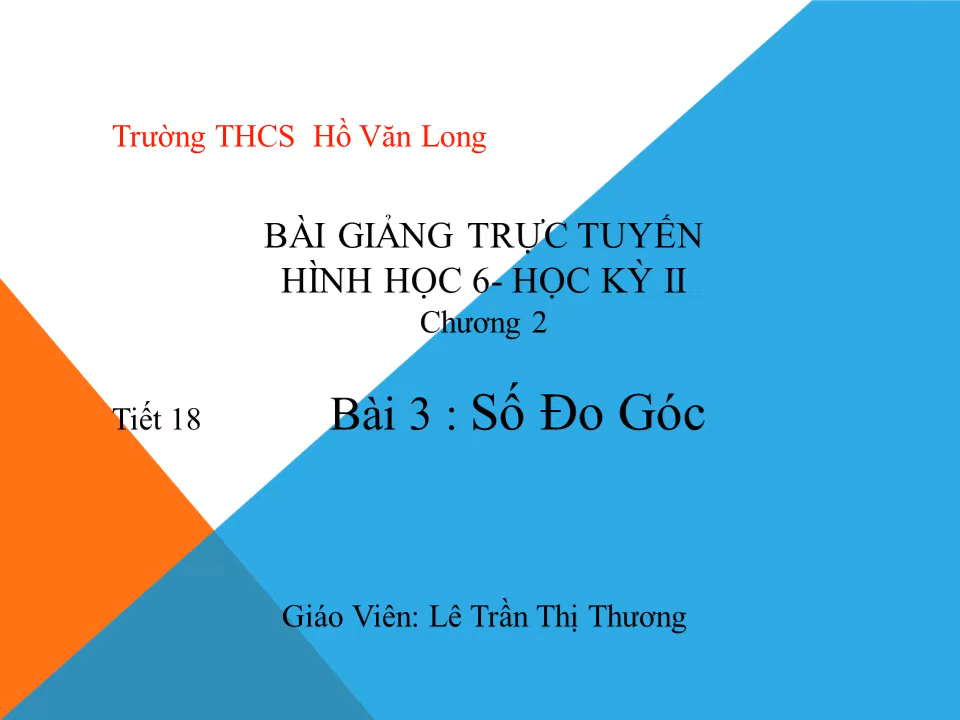 Trường THCS Hồ Văn Long
BÀI GIẢNG TRỰC TUYẾN
HÌNH HỌC 6- HỌC KỲ II
Chương 2
Tiết 18 Bài 3 : Số Đo Góc
Giáo Viên: Lê Trần Thị Thương